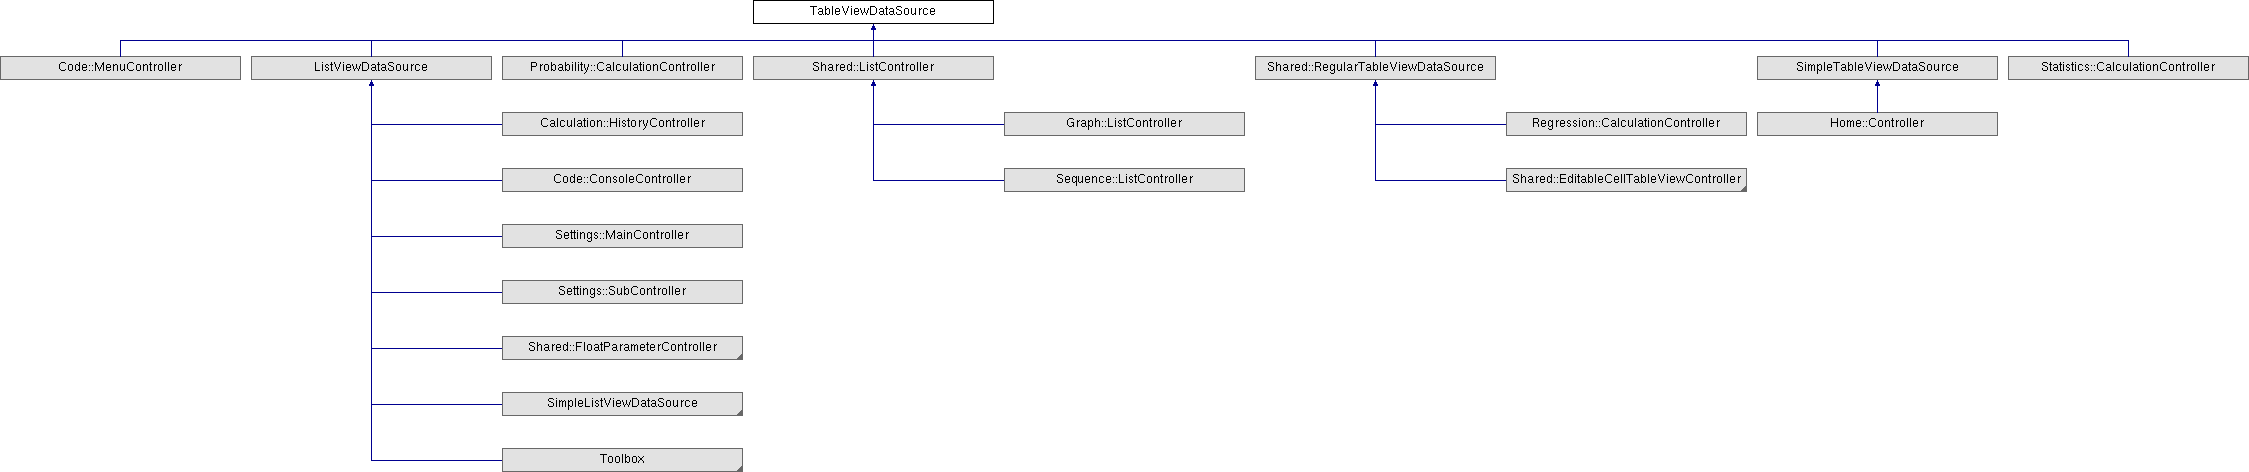 TableViewDataSource
Code::MenuController
ListViewDataSource
Probability::CalculationController
Shared::ListController
Shared::RegularTableViewDataSource
SimpleTableViewDataSource
Statistics::CalculationController
Calculation::HistoryController
Graph::ListController
Regression::CalculationController
Home::Controller
Code::ConsoleController
Sequence::ListController
Shared::EditableCellTableViewController
Settings::MainController
Settings::SubController
Shared::FloatParameterController
SimpleListViewDataSource
Toolbox